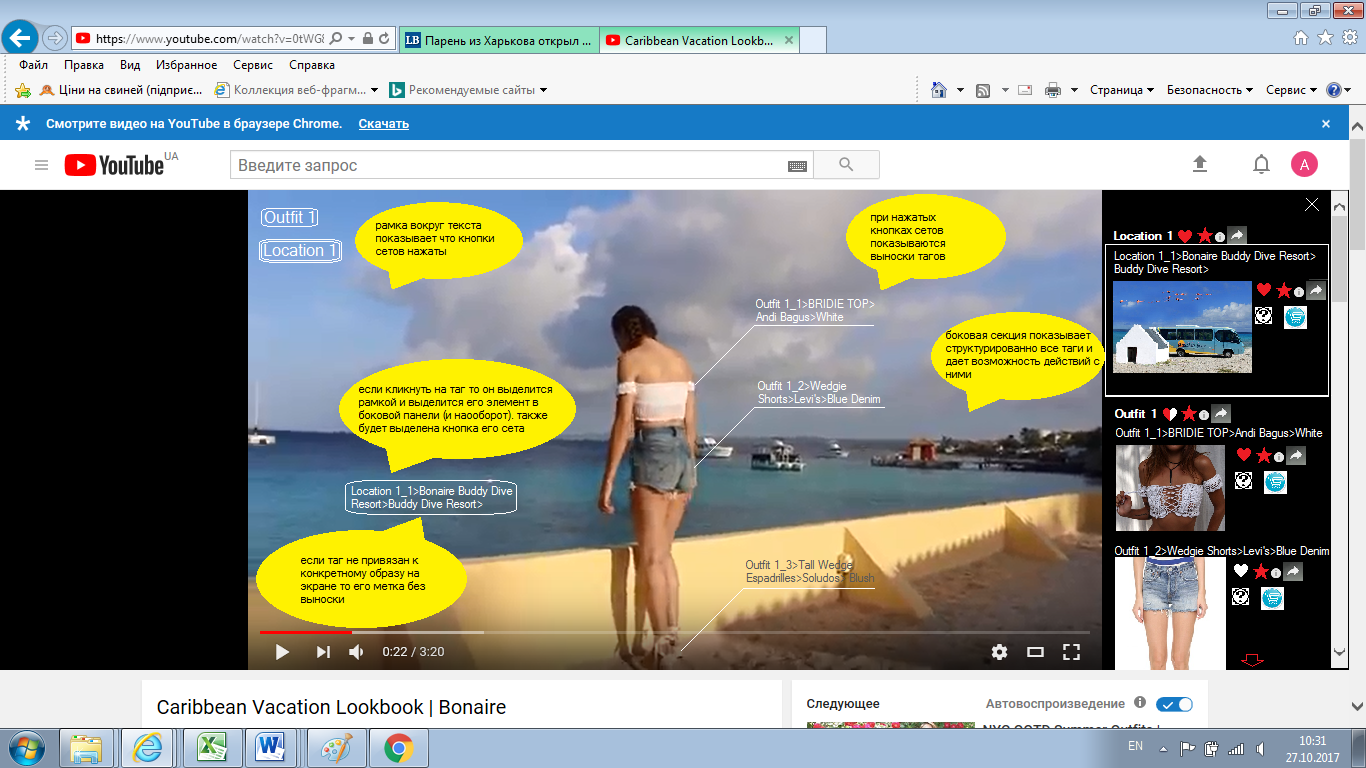 https://www.youtube.com/watch?v=0tWG
Парень из Харькова открыл ...
Caribbean Vacation Lookb...
Файл Правка Вид Избранное Сервис Справка
Ціни на свиней (підприє... Коллекция веб-фрагм... Рекомендуемые сайты Страница Безопасность Сервис
Смотрите видео на YouTube в браузере Chrome. Скачать
YouTube UA
Введите запрос
A
Outfit 1
Location 1
рамка вокруг текста
показывает что кнопки
сетов нажаты
при нажатых
кнопках сетов
показываются
выноски тагов
Outfit 1_1>BRIDIE TOP>
Andi Bagus>White
боковая секция показывает
структурированно все таги и
дает возможность действий с
ними
если кликнуть на таг то он выделится
рамкой и выделится его элемент в
боковой панели (и наооборот). также
будет выделена кнопка его сета
Outfit 1_2>Wedgie
Shorts>Levi's>Blue Denim
Location 1_1>Bonaire Buddy Dive
Resort>Buddy Dive Resort>
если таг не привязан к
конкретному образу на
экране то его метка без
выноски
Outfit 1_3>Tall Wedge
Espadrilles>Soludos>Blush
0:22 / 3:20
Location 1
Location 1_1>Bonaire Buddy Dive Resort>
Buddy Dive Resort>
Outfit 1
Outfit 1_1>BRIDIE TOP>Andi Bagus>White
Outfit 1_2>Wedgie Shorts>Levi's>Blue Denim
Caribbean Vacation Lookbook | Bonaire
Следующее Автовоспроизведение
NYC OOTD Summer Outfits |
EN
10:31
27.10.2017